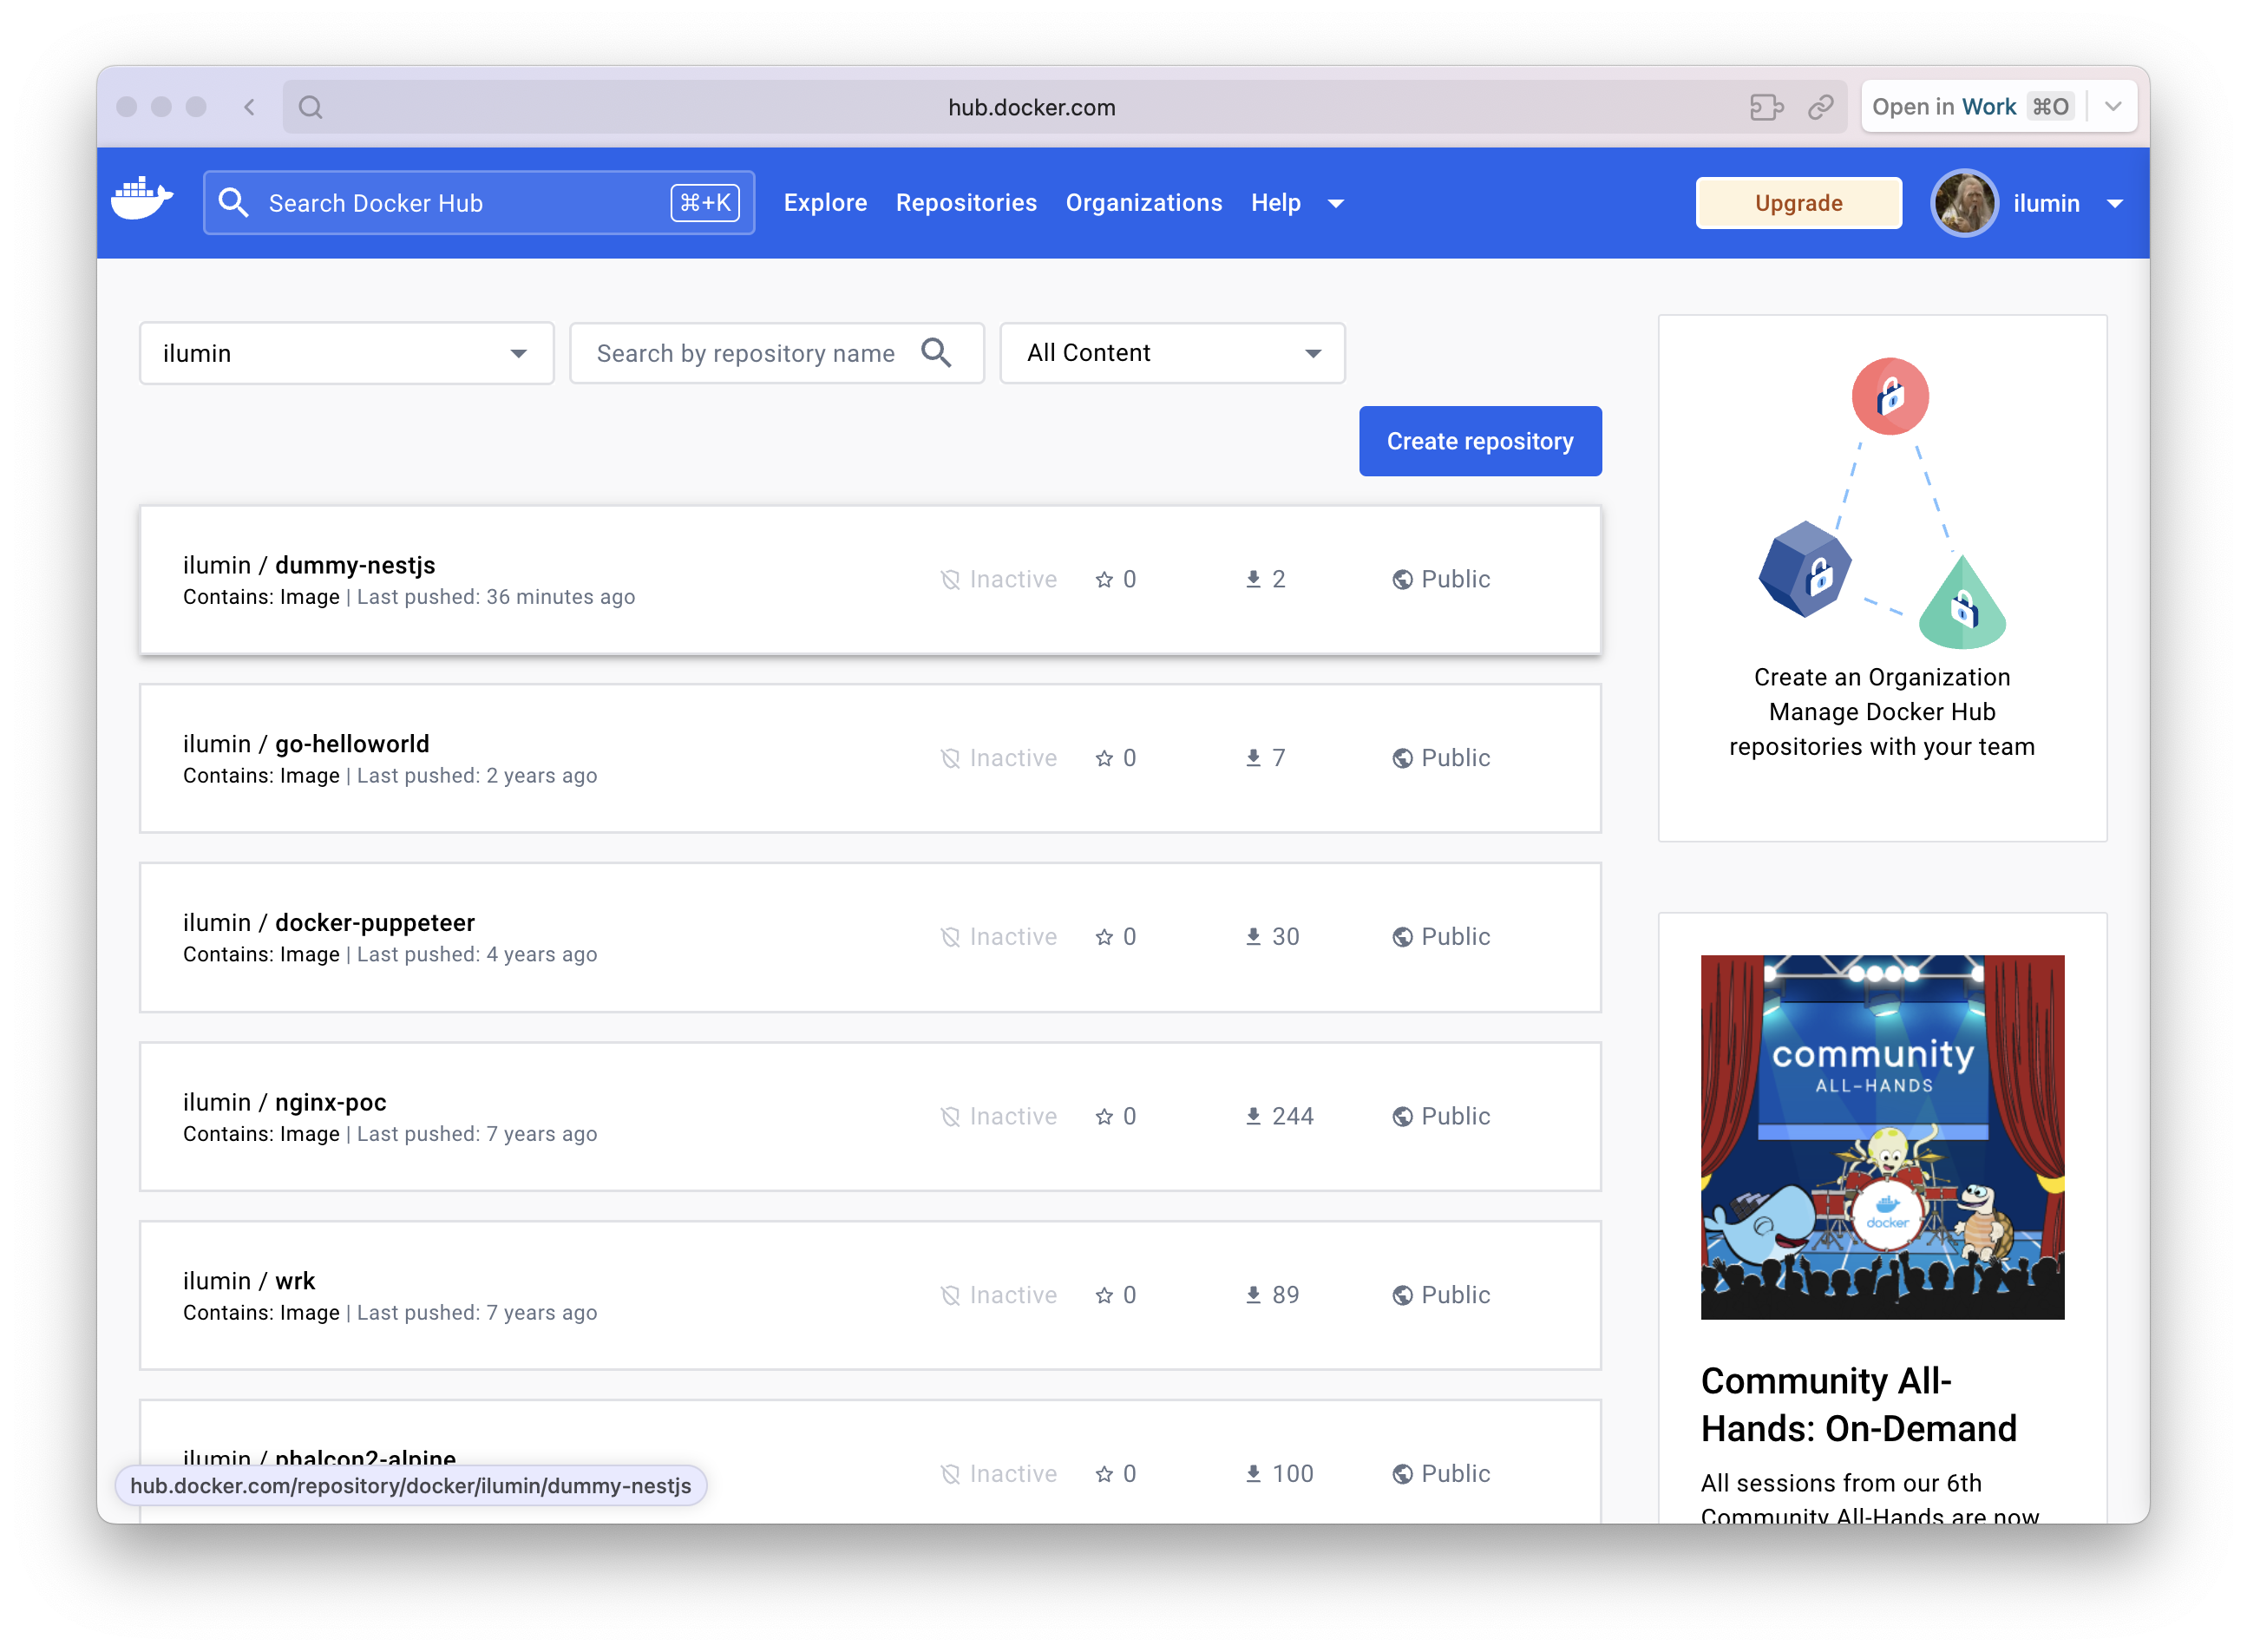 hub.docker.com
Open in Work ⌘O
Search Docker Hub ⌘+K Explore Repositories Organizations Help Upgrade ilumin
ilumin Search by repository name All Content
Create repository
ilumin / dummy-nestjs
Contains: Image | Last pushed: 36 minutes ago
Inactive 0 2 Public
ilumin / go-helloworld
Contains: Image | Last pushed: 2 years ago
Inactive 0 7 Public
ilumin / docker-puppeteer
Contains: Image | Last pushed: 4 years ago
Inactive 0 30 Public
ilumin / nginx-poc
Contains: Image | Last pushed: 7 years ago
Inactive 0 244 Public
ilumin / wrk
Contains: Image | Last pushed: 7 years ago
Inactive 0 89 Public
ilumin / phalcon2-alpine
Inactive 0 100 Public
hub.docker.com/repository/docker/ilumin/dummy-nestjs
Create an Organization
Manage Docker Hub
repositories with your team
community
ALL-HANDS
docker
Community All-
Hands: On-Demand
All sessions from our 6th
Community All-Hands are now